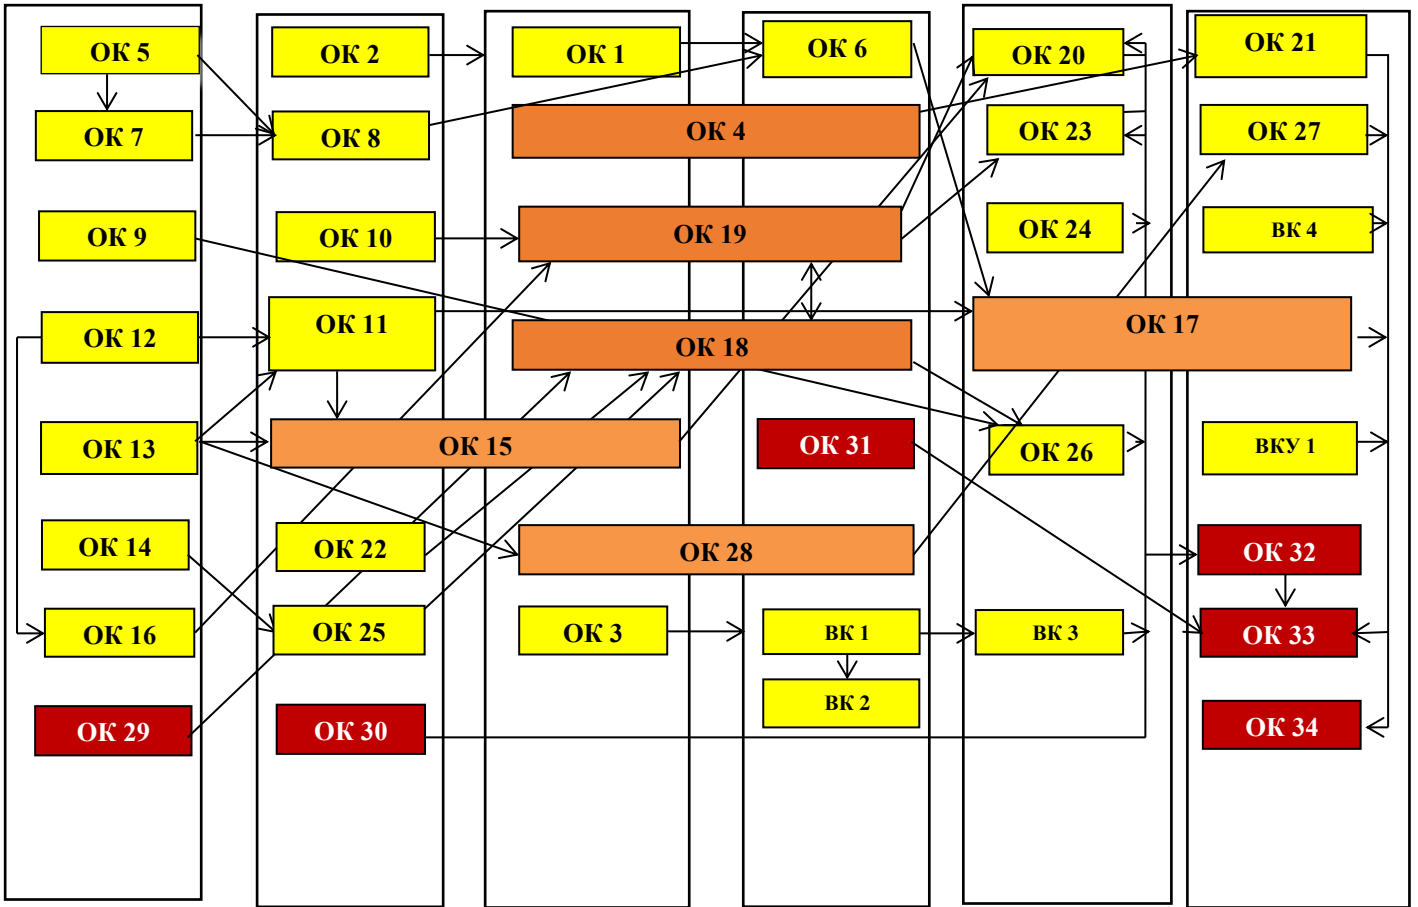 ОК 5
ОК 2
ОК 1
ОК 6
ОК 20
ОК 21
ОК 7
ОК 8
ОК 4
ОК 23
ОК 27
ОК 9
ОК 10
ОК 19
ОК 24
ВК 4
ОК 12
ОК 11
ОК 18
ОК 17
ОК 13
ОК 15
ОК 31
ОК 26
ВКУ 1
ОК 14
ОК 22
ОК 28
ОК 32
ОК 16
ОК 25
ОК 3
ВК 1
ВК 3
ОК 33
ВК 2
ОК 29
ОК 30
ОК 34